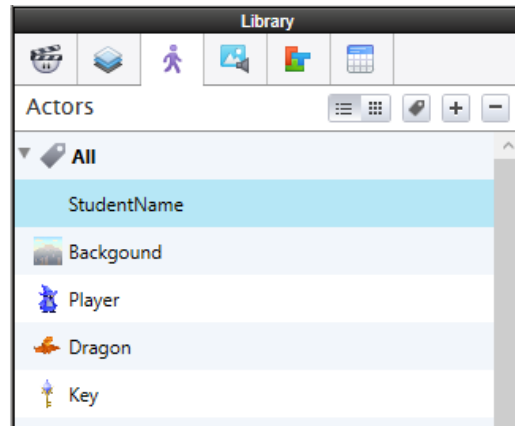 Library
Actors
All
StudentName
Backgound
Player
Dragon
Key